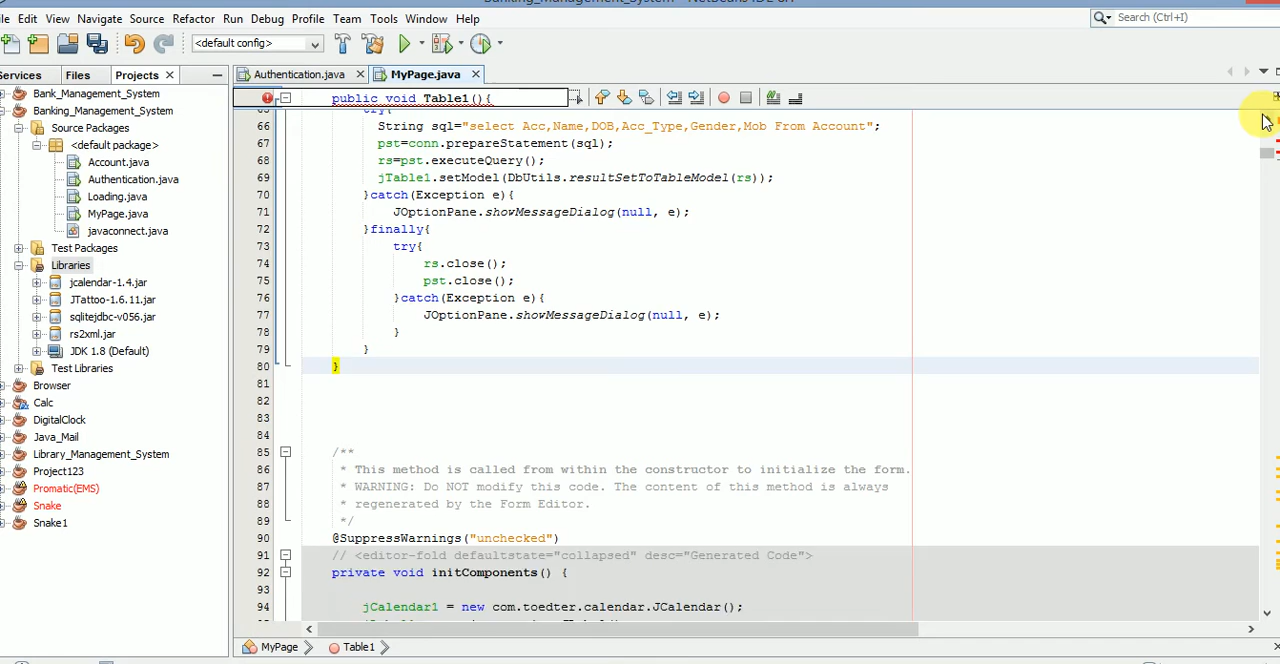 Banking_Management_System - NetBeans IDE 8.
Edit View Navigate Source Refactor Run Debug Profile Team Tools Window Help
Search (Ctrl+I)
<default config>
Services Files Projects
Authentication.java MyPage.java
public void Table1(){
Bank_Management_System
Banking_Management_System
Source Packages
<default package>
Account.java
Authentication.java
Loading.java
MyPage.java
javaconnect.java
Test Packages
Libraries
jcalendar-1.4.jar
JTattoo-1.6.11.jar
sqlitejdbc-v056.jar
rs2xml.jar
JDK 1.8 (Default)
Test Libraries
Browser
Calc
DigitalClock
Java_Mail
Library_Management_System
Project123
Promatic(EMS)
Snake
Snake1
65 try{
66 String sql="select Acc,Name,DOB,Acc_Type,Gender,Mob From Account";
67 pst=conn.prepareStatement(sql);
68 rs=pst.executeQuery();
69 jTable1.setModel(DbUtils.resultSetToTableModel(rs));
70 }catch(Exception e){
71 JOptionPane.showMessageDialog(null, e);
72 }finally{
73 try{
74 rs.close();
75 pst.close();
76 }catch(Exception e){
77 JOptionPane.showMessageDialog(null, e);
78 }
79 }
80 }
81
82
83
84
85 /**
86 * This method is called from within the constructor to initialize the form.
87 * WARNING: Do NOT modify this code. The content of this method is always
88 * regenerated by the Form Editor.
89 */
90 @SuppressWarnings("unchecked")
91 // <editor-fold defaultstate="collapsed" desc="Generated Code">
92 private void initComponents() {
93
94 jCalendar1 = new com.toedter.calendar.JCalendar();
MyPage Table1